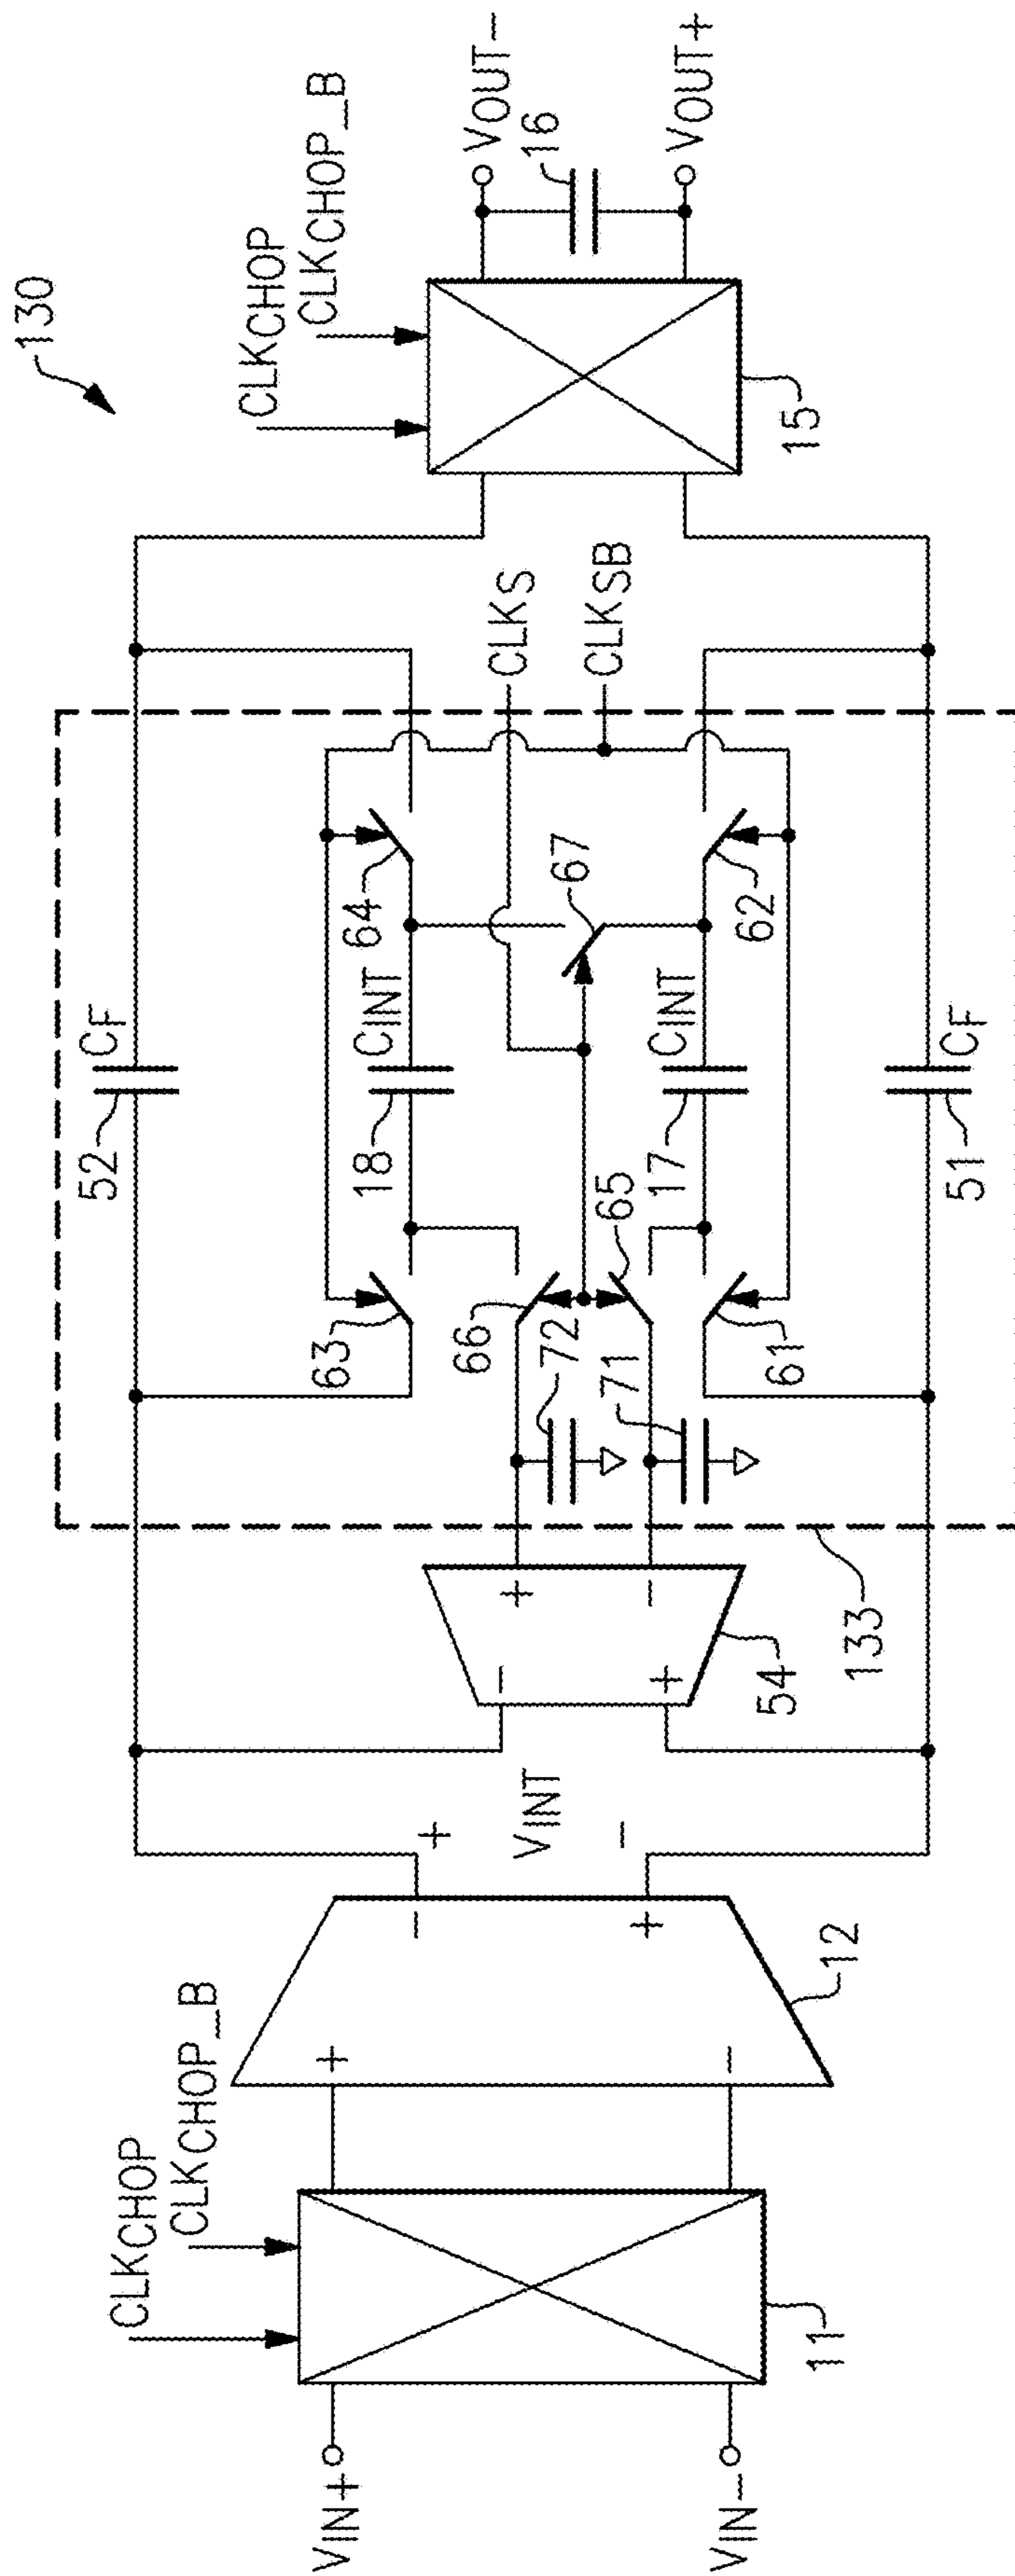 130
CLKCHOP
CLKCHOP_B
VOUT-
16
VOUT+
15
CLKS
CLKSB
52
CF
64
18
CINT
67
62
17
CINT
65
63
66
72
71
61
51
CF
133
+
-
-
+
54
+
VINT
-
-
+
12
+
-
CLKCHOP
CLKCHOP_B
11
VIN+
VIN-